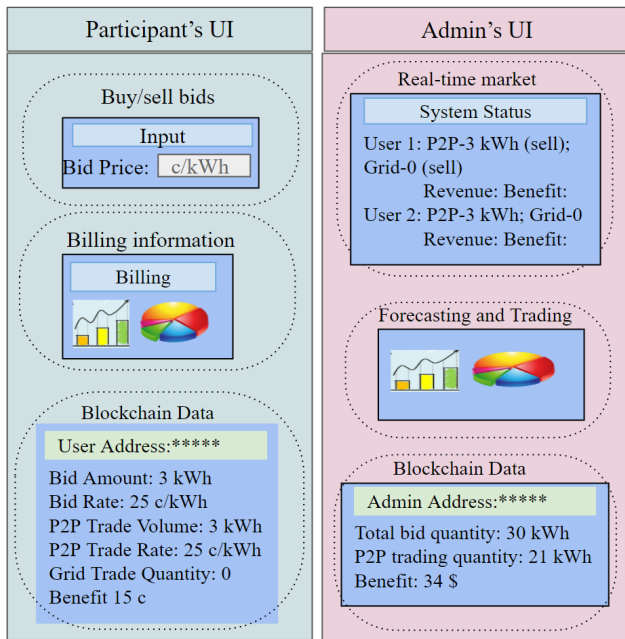 Participant's UI
Buy/sell bids
Input
Bid Price: c/kWh
Billing information
Billing
Blockchain Data
User Address:*****
Bid Amount: 3 kWh
Bid Rate: 25 c/kWh
P2P Trade Volume: 3 kWh
P2P Trade Rate: 25 c/kWh
Grid Trade Quantity: 0
Benefit 15 c
Admin's UI
Real-time market
System Status
User 1: P2P-3 kWh (sell);
Grid-0 (sell)
Revenue: Benefit:
User 2: P2P-3 kWh; Grid-0
Revenue: Benefit:
Forecasting and Trading
Blockchain Data
Admin Address:*****
Total bid quantity: 30 kWh
P2P trading quantity: 21 kWh
Benefit: 34 $